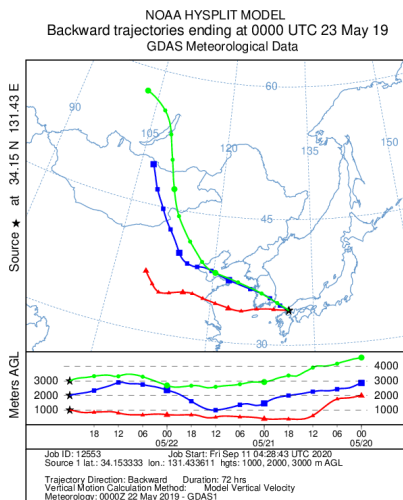 NOAA HYSPLIT MODEL
Backward trajectories ending at 0000 UTC 23 May 19
GDAS Meteorological Data
Source ★ at 34.15 N 131.43 E
90
105
120
135
150
60
45
30
Meters AGL
4000
3000 3000
2000 2000
1000 1000
18 12 06 00 18 12 06 00 18 12 06 00
05/22 05/21 05/20
Job ID: 12553 Job Start: Fri Sep 11 04:28:43 UTC 2020
Source 1 lat.: 34.153333 lon.: 131.433611 hgts: 1000, 2000, 3000 m AGL
Trajectory Direction: Backward Duration: 72 hrs
Vertical Motion Calculation Method: Model Vertical Velocity
Meteorology: 0000Z 22 May 2019 - GDAS1